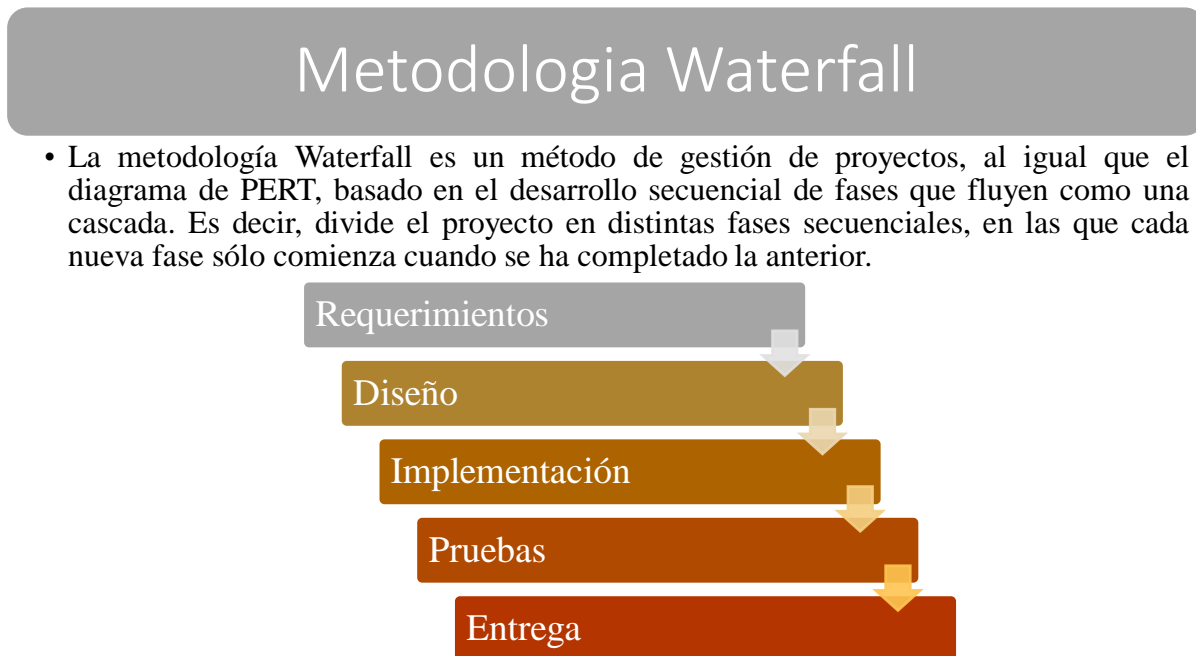 Metodologia Waterfall
• La metodología Waterfall es un método de gestión de proyectos, al igual que el
diagrama de PERT, basado en el desarrollo secuencial de fases que fluyen como una
cascada. Es decir, divide el proyecto en distintas fases secuenciales, en las que cada
nueva fase sólo comienza cuando se ha completado la anterior.
Requerimientos
Diseño
Implementación
Pruebas
Entrega